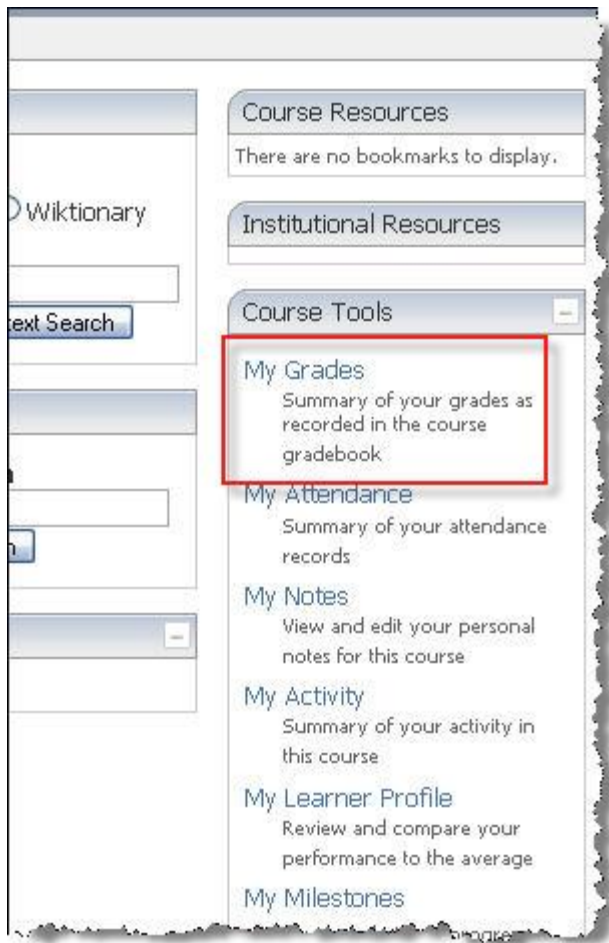 Wiktionary
text Search
Course Resources
There are no bookmarks to display.
Institutional Resources
Course Tools
My Grades
Summary of your grades as
recorded in the course
gradebook
My Attendance
Summary of your attendance
records
My Notes
View and edit your personal
notes for this course
My Activity
Summary of your activity in
this course
My Learner Profile
Review and compare your
performance to the average
My Milestones